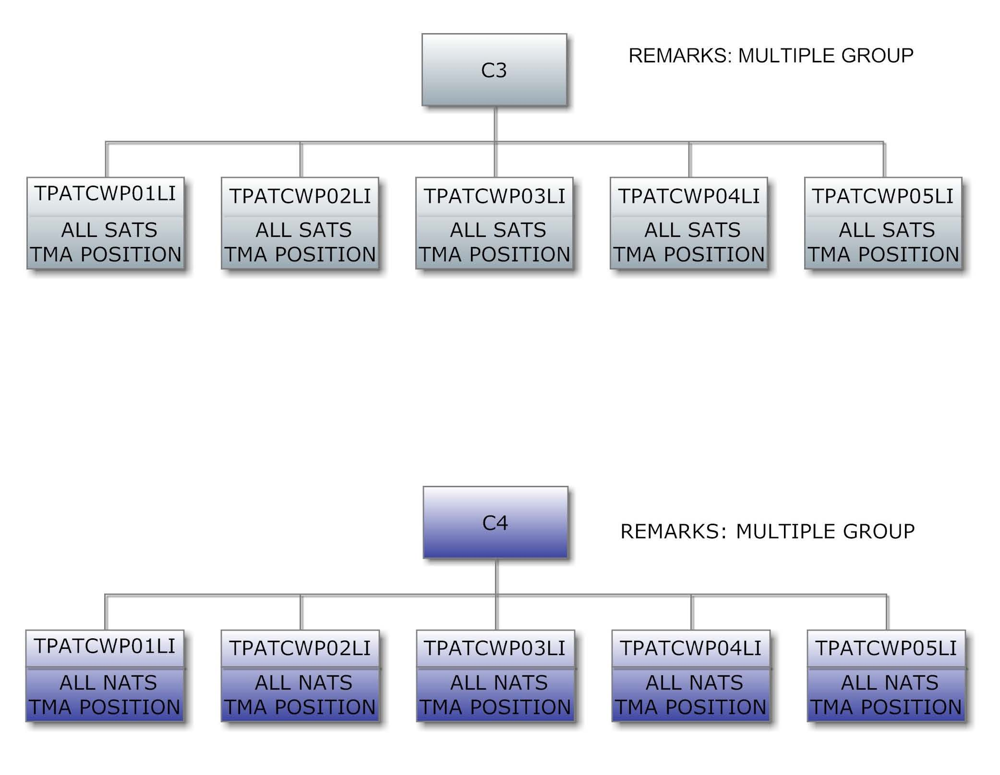 C3
REMARKS: MULTIPLE GROUP
TPATCWP01LI
ALL SATS
TMA POSITION
TPATCWP02LI
ALL SATS
TMA POSITION
TPATCWP03LI
ALL SATS
TMA POSITION
TPATCWP04LI
ALL SATS
TMA POSITION
TPATCWP05LI
ALL SATS
TMA POSITION
C4
REMARKS: MULTIPLE GROUP
TPATCWP01LI
ALL NATS
TMA POSITION
TPATCWP02LI
ALL NATS
TMA POSITION
TPATCWP03LI
ALL NATS
TMA POSITION
TPATCWP04LI
ALL NATS
TMA POSITION
TPATCWP05LI
ALL NATS
TMA POSITION